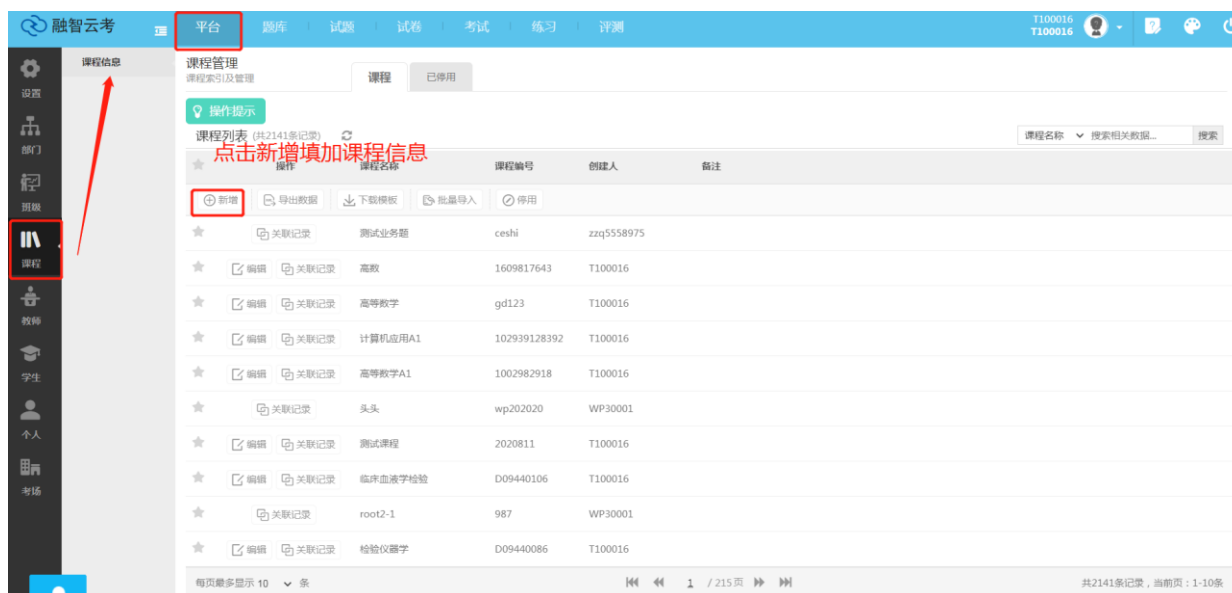 融智云考
平台 题库 试题 试卷 考试 练习 评测
T100016
T100016
设置
部门
班级
课程
教师
学生
个人
考场
课程信息
课程管理
课程索引及管理
课程 已停用
操作提示
课程列表 (共2141条记录)
课程名称 搜索相关数据... 搜索
点击新增填加课程信息
操作 课程名称 课程编号 创建人 备注
新增 导出数据 下载模板 批量导入 停用
关联记录 测试业务题 ceshi zzq5558975
编辑 关联记录 高数 1609817643 T100016
编辑 关联记录 高等数学 gd123 T100016
编辑 关联记录 计算机应用A1 102939128392 T100016
编辑 关联记录 高等数学A1 1002982918 T100016
关联记录 头头 wp202020 WP30001
编辑 关联记录 测试课程 2020811 T100016
编辑 关联记录 临床血液学检验 D09440106 T100016
关联记录 root2-1 987 WP30001
编辑 关联记录 检验仪器学 D09440086 T100016
每页最多显示 10 条 1 / 215页 共2141条记录，当前页：1-10条